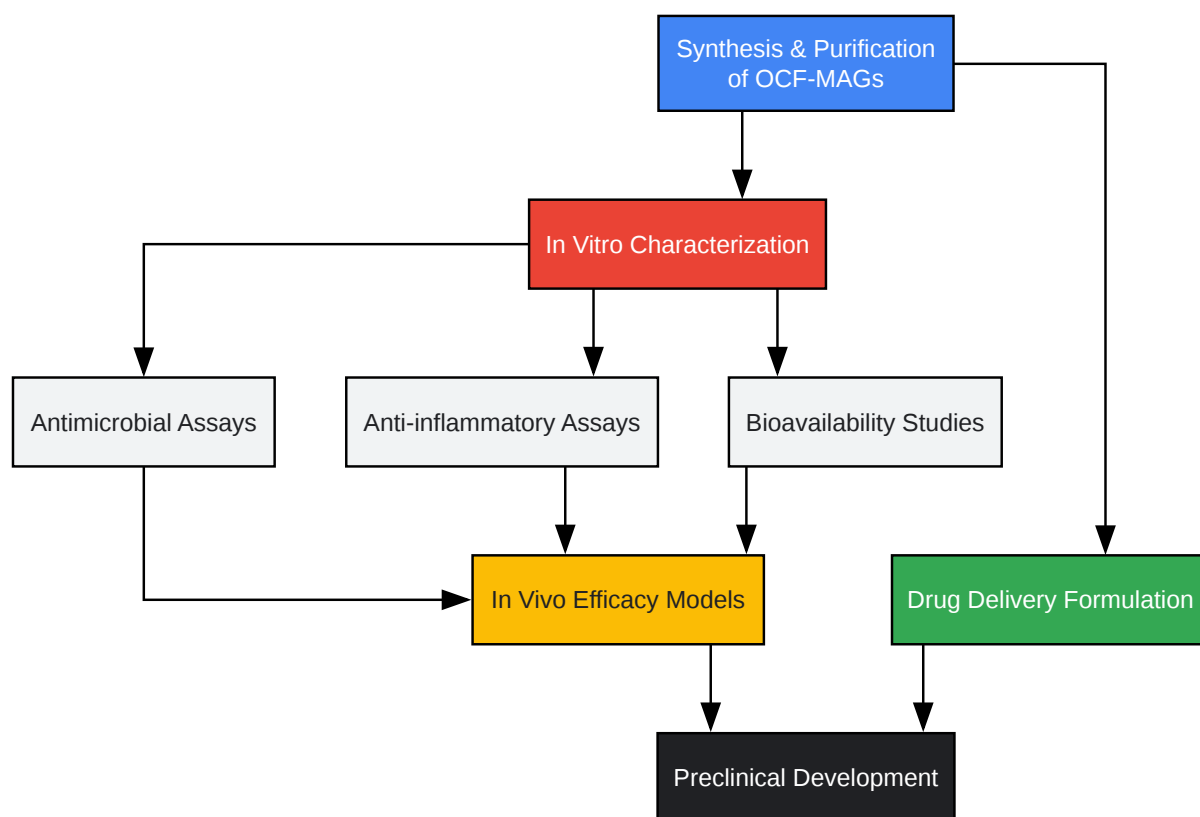 Synthesis & Purification
of OCF-MAGs
In Vitro Characterization
Antimicrobial Assays
Anti-inflammatory Assays
Bioavailability Studies
In Vivo Efficacy Models
Drug Delivery Formulation
Preclinical Development